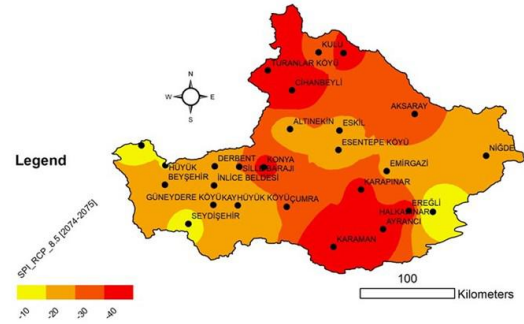 KULU
TURANLAR KÖYÜ
CİHANBEYLİ
N
W E
S
AKSARAY
ALTINEKİN
ESKİL
ESENTEPE KÖYÜ
NİĞDE
Legend
DERBENT
KONYA
HÜYÜK
SİLLE BARAJI
EMİRGAZİ
BEYŞEHİR
İNLİCE BELDESİ
KARAPINAR
GÜNEYDERE KÖYÜ
KAYHÜYÜK KÖYÜ
ÇUMRA
EREĞLİ
HALKAPINAR
SEYDİŞEHİR
AYRANCI
KARAMAN
SPI_RCP_8.5 [2074-2075]
100
Kilometers
-10
-20
-30
-40